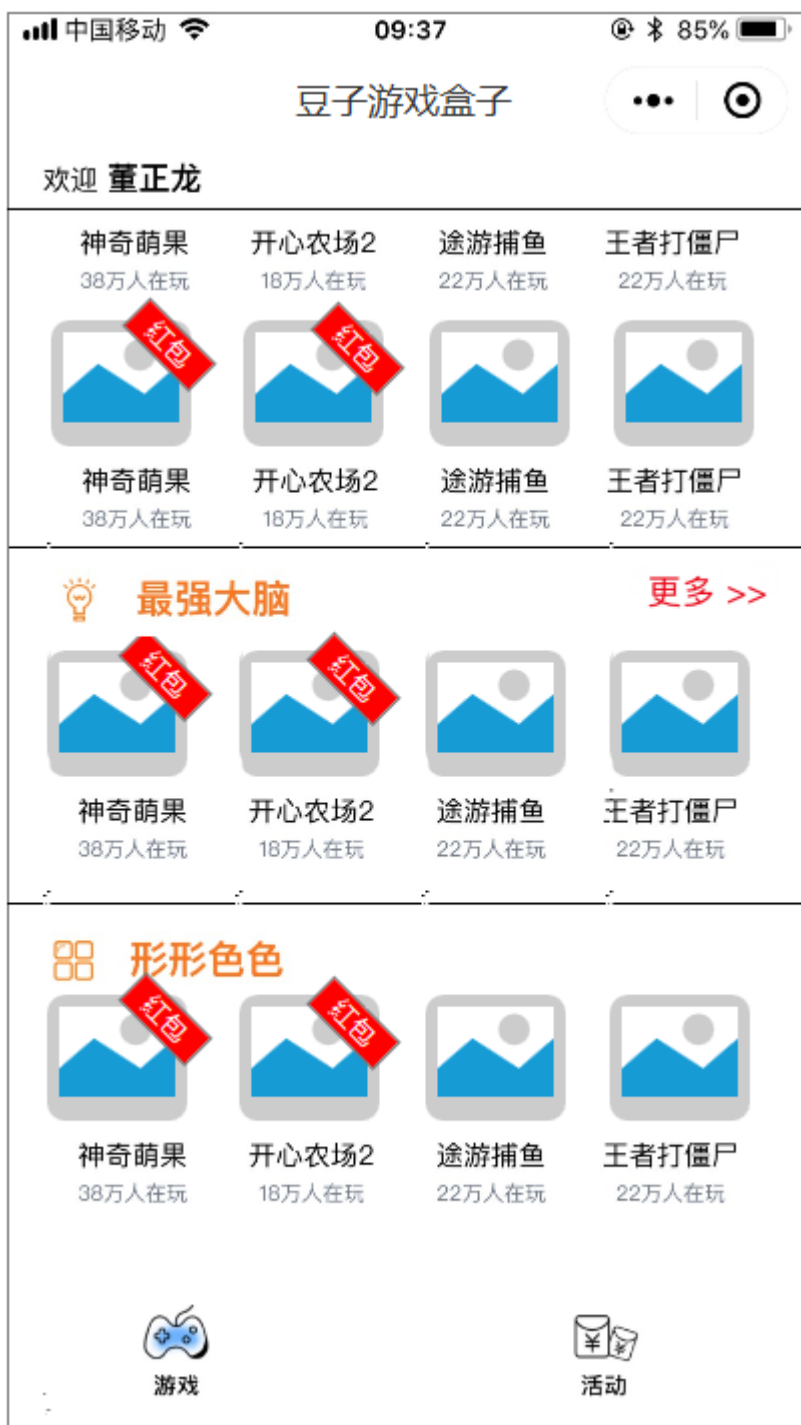 中国移动 09:37 85%
豆子游戏盒子
欢迎 董正龙
神奇萌果 开心农场2 途游捕鱼 王者打僵尸
38万人在玩 18万人在玩 22万人在玩 22万人在玩
红包 红包
神奇萌果 开心农场2 途游捕鱼 王者打僵尸
38万人在玩 18万人在玩 22万人在玩 22万人在玩
最强大脑 更多 >>
红包 红包
神奇萌果 开心农场2 途游捕鱼 王者打僵尸
38万人在玩 18万人在玩 22万人在玩 22万人在玩
形形色色
红包 红包
神奇萌果 开心农场2 途游捕鱼 王者打僵尸
38万人在玩 18万人在玩 22万人在玩 22万人在玩
¥ ¥
游戏 活动